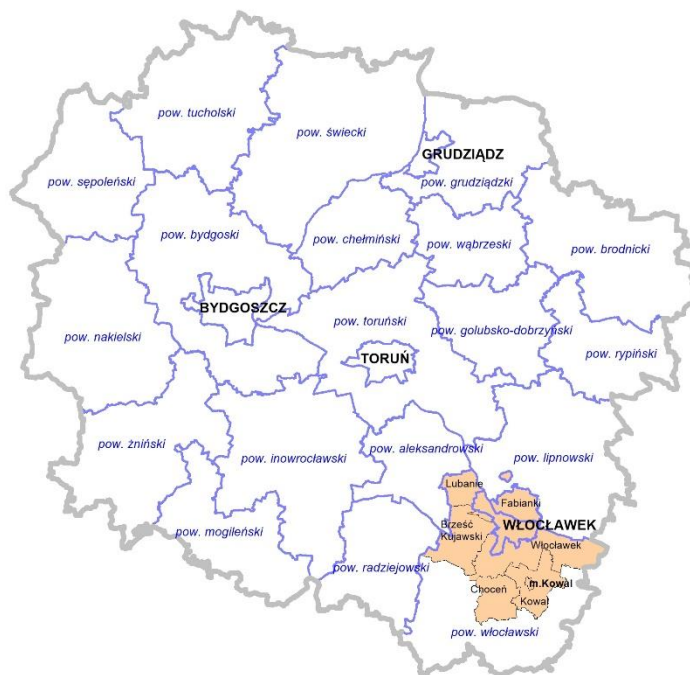 pow. tucholski
pow. świecki
GRUDZIĄDZ
pow. grudziądzki
pow. sępoleński
pow. bydgoski
pow. chełmiński
pow. wąbrzeski
pow. brodnicki
BYDGOSZCZ
pow. toruński
pow. golubsko-dobrzyński
pow. nakielski
TORUŃ
pow. rypiński
pow. żniński
pow. inowrocławski
pow. aleksandrowski
pow. lipnowski
Lubanie
Fabianki
pow. mogileński
Brześć
Kujawski
WŁOCŁAWEK
Włocławek
pow. radziejowski
Choceń
m.Kowal
Kowal
pow. włocławski